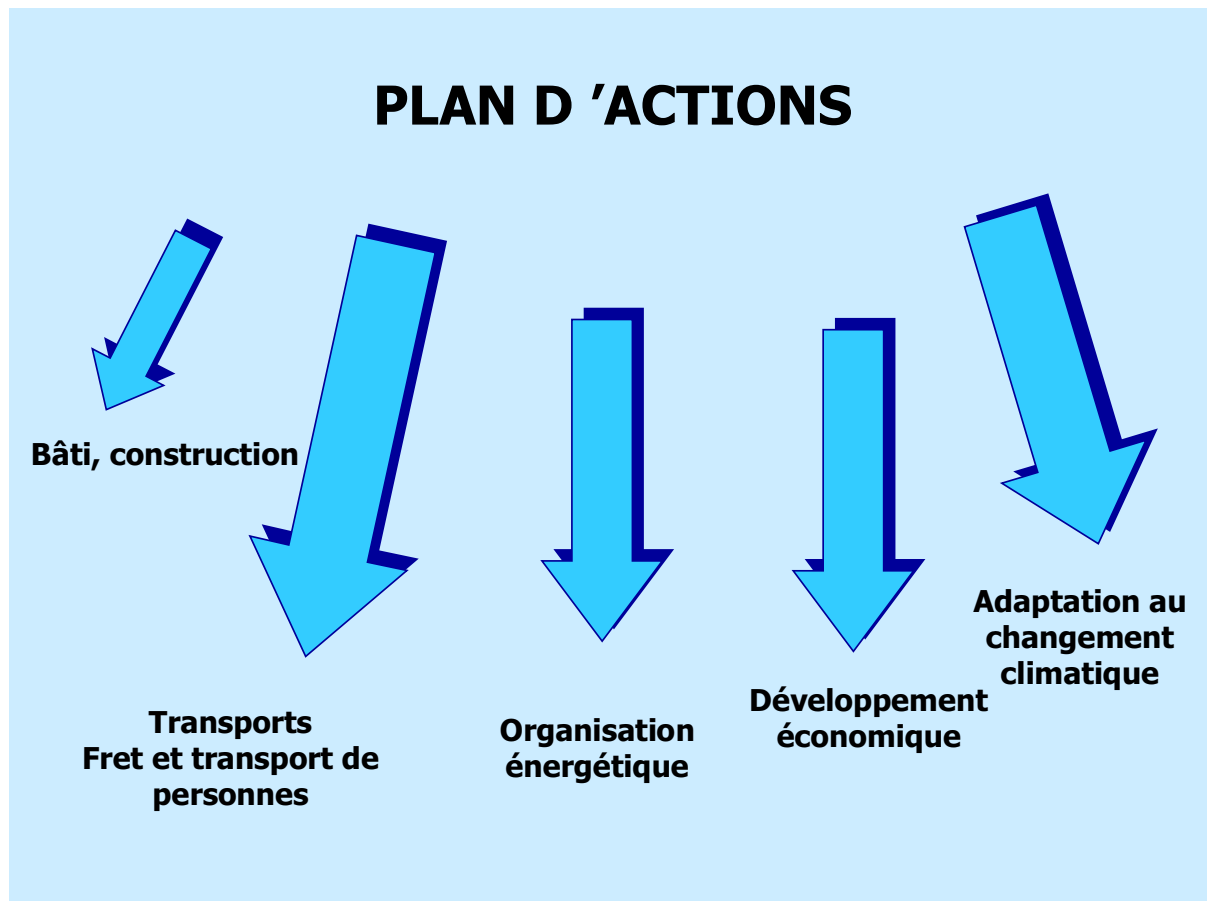 PLAN D ’ACTIONS
Bâti, construction
Transports
Fret et transport de
personnes
Organisation
énergétique
Développement
économique
Adaptation au
changement
climatique